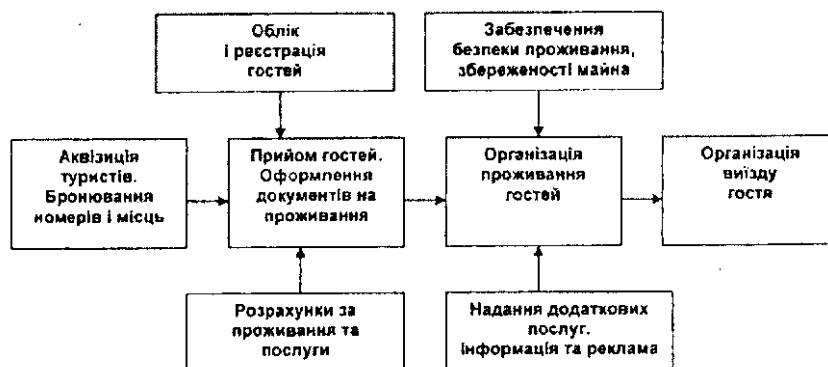 Облік
і реєстрація
гостей
Забезпечення
безпеки проживання,
збереженості майна
Аквізиція
туристів.
Бронювання
номерів і місць
Прийом гостей.
Оформлення
документів на
проживання
Організація
проживання
гостей
Організація
виїзду
гостя
Розрахунки за
проживання та
послуги
Надання додаткових
послуг.
Інформація та реклама